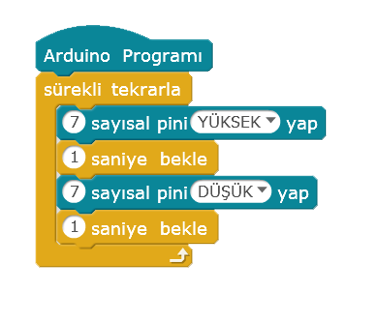 Arduino Programı
sürekli tekrarla
7 sayısal pini YÜKSEK yap
1 saniye bekle
7 sayısal pini DÜŞÜK yap
1 saniye bekle